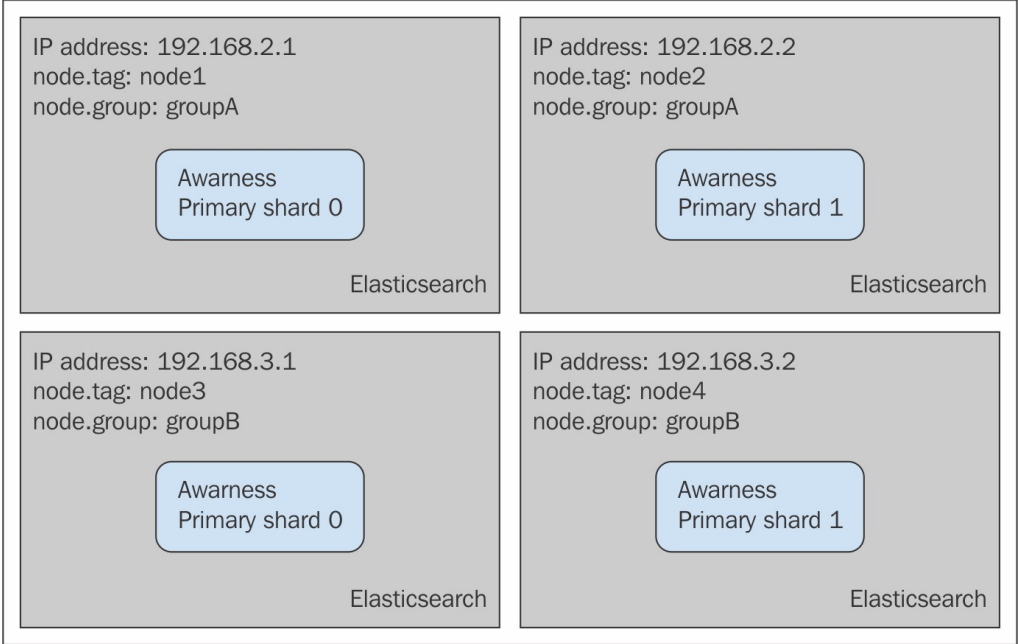 IP address: 192.168.2.1
node.tag: node1
node.group: groupA
Awarness
Primary shard 0
Elasticsearch
IP address: 192.168.2.2
node.tag: node2
node.group: groupA
Awarness
Primary shard 1
Elasticsearch
IP address: 192.168.3.1
node.tag: node3
node.group: groupB
Awarness
Primary shard 0
Elasticsearch
IP address: 192.168.3.2
node.tag: node4
node.group: groupB
Awarness
Primary shard 1
Elasticsearch